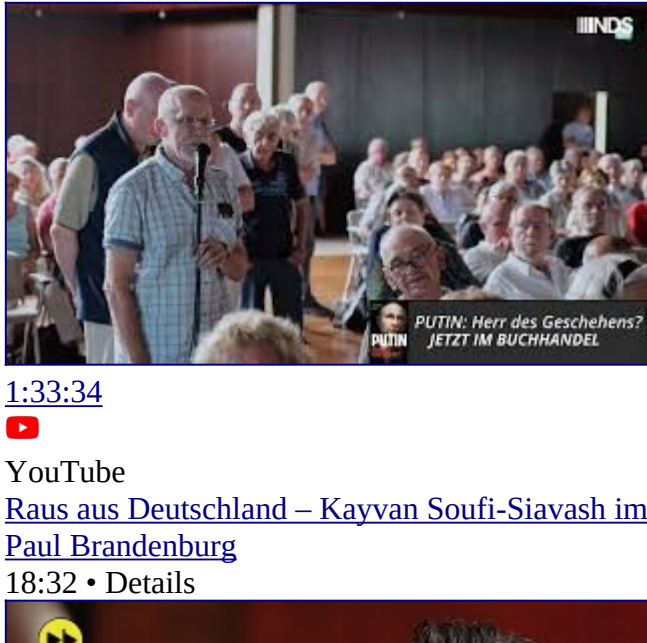 NDS
PUTIN: Herr des Geschehens?
PUTIN JETZT IM BUCHHANDEL
1:33:34
YouTube
Raus aus Deutschland – Kayvan Soufi-Siavash im
Paul Brandenburg
18:32 • Details